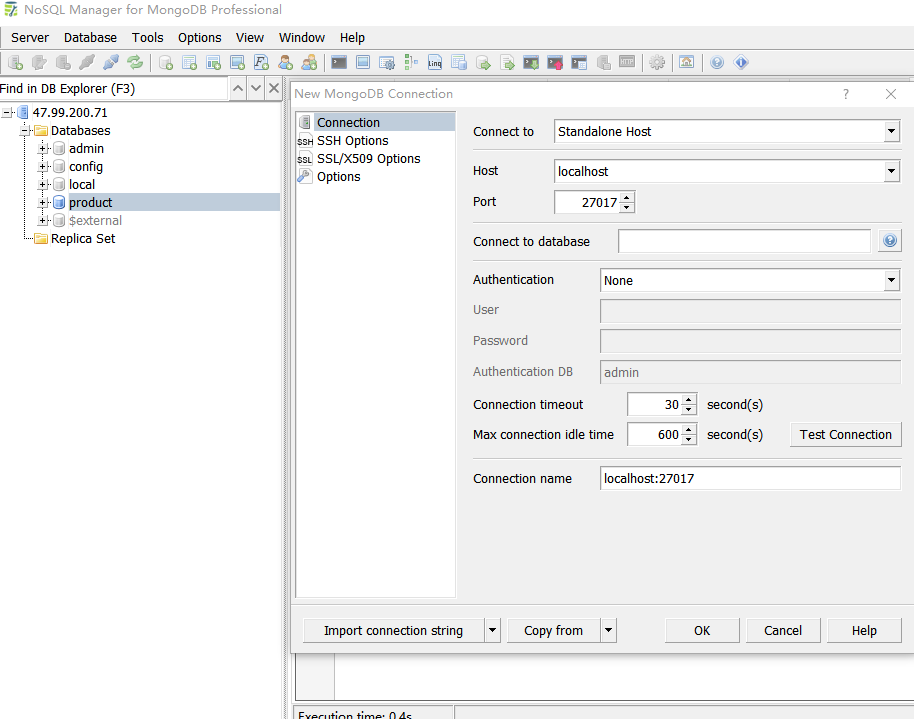 NoSQL Manager for MongoDB Professional
Server Database Tools Options View Window Help
Find in DB Explorer (F3)
47.99.200.71
Databases
admin
config
local
product
$external
Replica Set
New MongoDB Connection
?
Connection
SSH Options
SSL/X509 Options
Options
Connect to Standalone Host
Host localhost
Port 27017
Connect to database
Authentication None
User
Password
Authentication DB admin
Connection timeout 30 second(s)
Max connection idle time 600 second(s) Test Connection
Connection name localhost:27017
Import connection string Copy from OK Cancel Help
Execution time: 0.4s